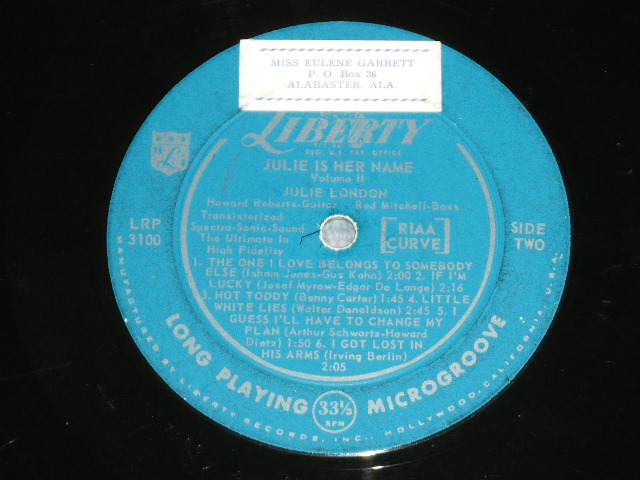 MISS EULENE GARRETT
P. O. Box 36
ALABASTER, ALA.
LIBERTY
REG. U.S. PAT. OFFICE
JULIE IS HER NAME
Volume II
JULIE LONDON
Howard Roberts-Guitar Red Mitchell-Bass
Transistorized
Spectra-Sonic-Sound
The Ultimate In
High Fidelity
LRP
3100
RIAA
CURVE
SIDE
TWO
1. THE ONE I LOVE BELONGS TO SOMEBODY
ELSE (Isham Jones-Gus Kahn) 2:00 2. IF I'M
LUCKY (Josef Myrow-Edgar De Lange) 2:16
3. HOT TODDY (Benny Carter) 1:45 4. LITTLE
WHITE LIES (Walter Donaldson) 2:45 5. I
GUESS I'LL HAVE TO CHANGE MY
PLAN (Arthur Schwartz-Howard
Dietz) 1:50 6. I GOT LOST IN
HIS ARMS (Irving Berlin)
2:05
LONG PLAYING 33⅓ RPM MICROGROOVE
MANUFACTURED BY LIBERTY RECORDS, INC., HOLLYWOOD, CALIFORNIA, U.S.A.